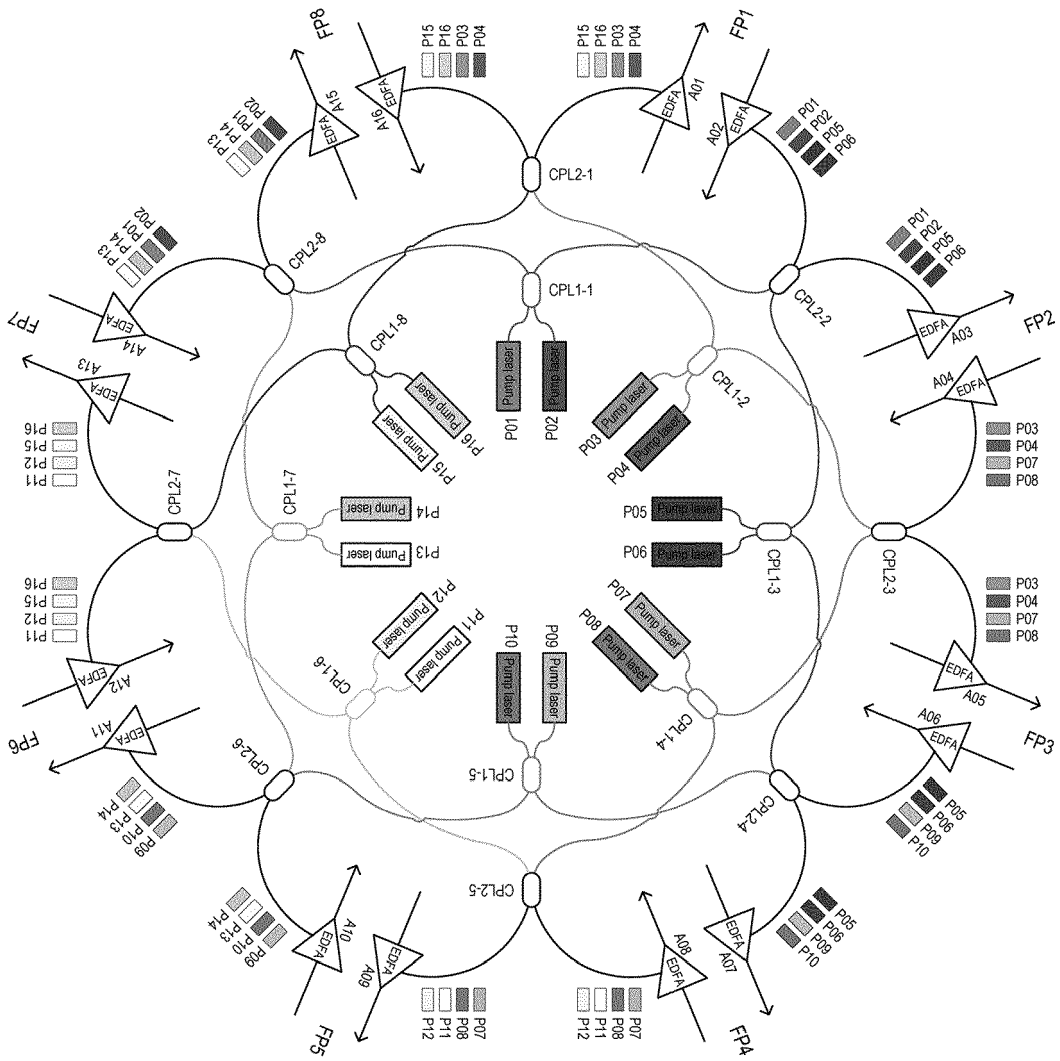 FP8
P15
P16
P03
P04
P15
P16
P03
P04
FP1
EDFA
A16
EDFA
A15
EDFA
A01
EDFA
A02
P13
P14
P01
P02
P01
P02
P05
P06
CPL2-1
P13
P14
P01
P02
P01
P02
P05
P06
CPL2-8
CPL1-1
CPL2-2
FP7
EDFA
A14
EDFA
A13
EDFA
A03
EDFA
A04
FP2
CPL1-8
CPL1-2
Pump laser
P01
Pump laser
P02
Pump laser
P03
Pump laser
P04
Pump laser
P16
Pump laser
P15
P16
P15
P12
P11
P03
P04
P07
P08
CPL2-7
CPL1-7
Pump laser
P14
Pump laser
P13
P05
Pump laser
P06
Pump laser
CPL1-3
CPL2-3
P16
P15
P12
P11
P03
P04
P07
P08
P12
Pump laser
P11
Pump laser
P10
Pump laser
P09
Pump laser
P08
Pump laser
P07
Pump laser
CPL1-6
CPL1-4
EDFA
A12
EDFA
A11
FP6
EDFA
A05
EDFA
A06
FP3
CPL2-6
CPL1-5
CPL2-4
P14
P13
P10
P09
P05
P06
P09
P10
CPL2-5
P14
P13
P10
P09
P05
P06
P09
P10
EDFA
A10
EDFA
A09
EDFA
A08
EDFA
A07
FP5
P12
P11
P08
P07
P12
P11
P08
P07
FP4